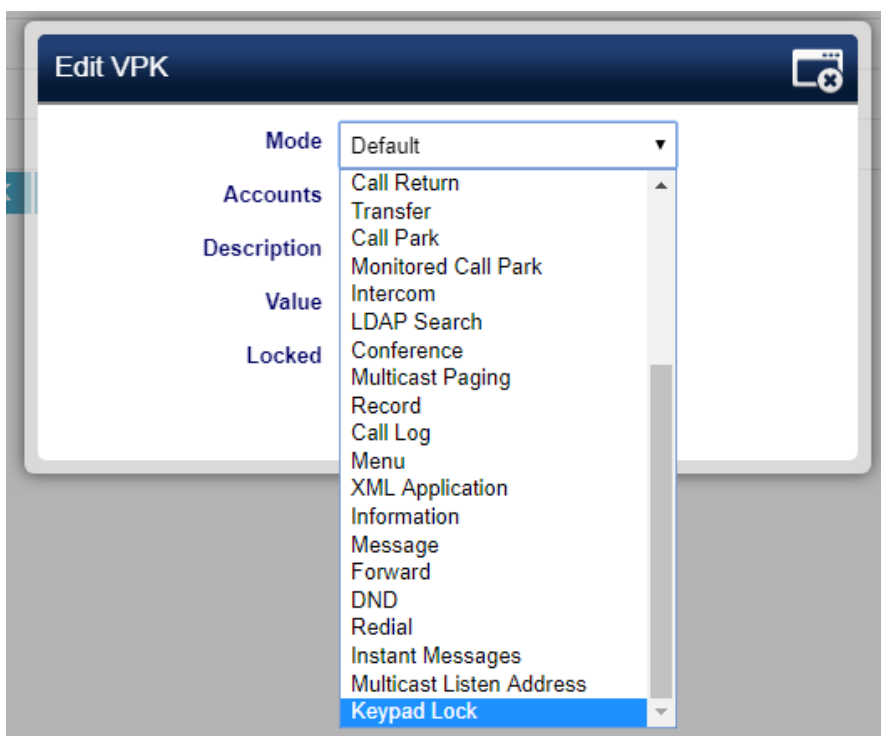 Edit VPK
Mode
Default
Accounts
Description
Value
Locked
Call Return
Transfer
Call Park
Monitored Call Park
Intercom
LDAP Search
Conference
Multicast Paging
Record
Call Log
Menu
XML Application
Information
Message
Forward
DND
Redial
Instant Messages
Multicast Listen Address
Keypad Lock